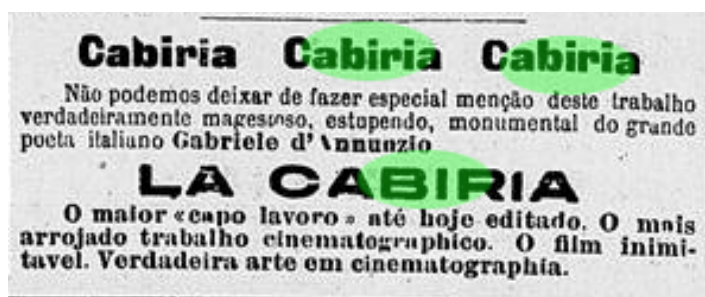 Cabiria Cabiria Cabiria
Não podemos deixar de fazer especial menção deste trabalho
verdadeiramente magestoso, estupendo, monumental do grande
poeta italiano Gabriele d'Annunzio
LA CABIRIA
O maior «capo lavoro» até hoje editado. O mais
arrojado trabalho cinematographico. O film inimi-
tavel. Verdadeira arte em cinematographia.